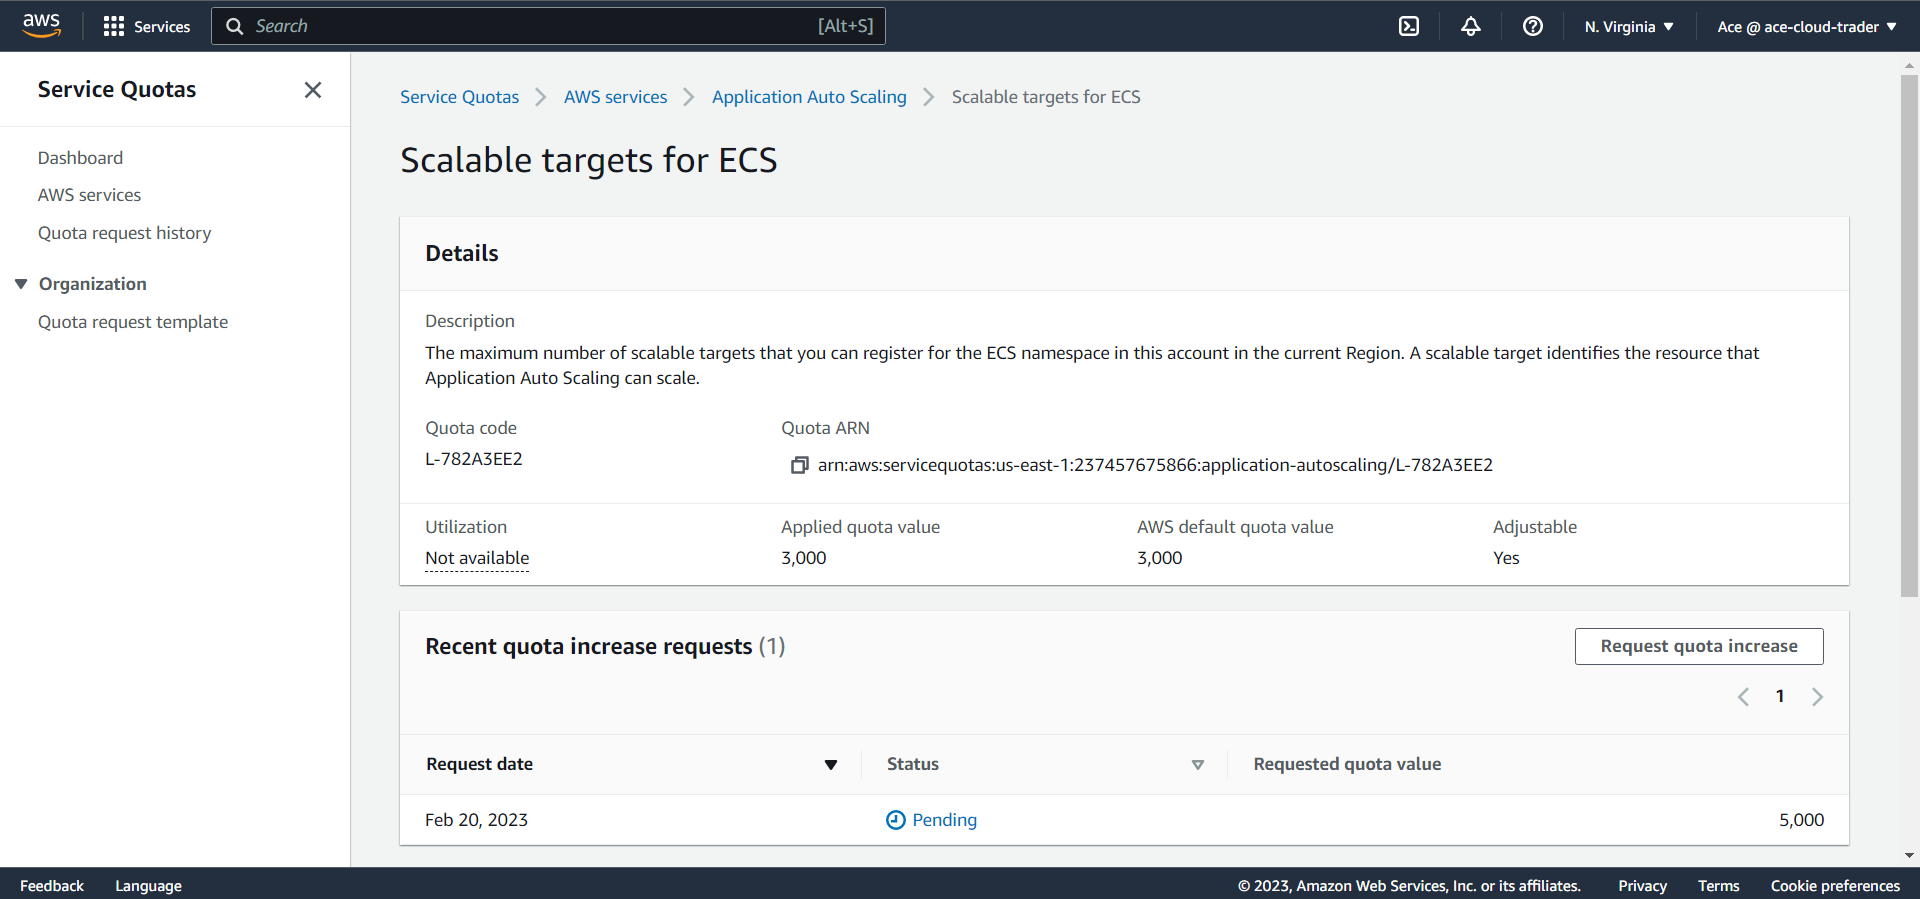 aws
Services
Search
[Alt+S]
N. Virginia
Ace @ ace-cloud-trader
Service Quotas
Dashboard
AWS services
Quota request history
Organization
Quota request template
Service Quotas
AWS services
Application Auto Scaling
Scalable targets for ECS
Scalable targets for ECS
Details
Description
The maximum number of scalable targets that you can register for the ECS namespace in this account in the current Region. A scalable target identifies the resource that
Application Auto Scaling can scale.
Quota code
L-782A3EE2
Quota ARN
arn:aws:servicequotas:us-east-1:237457675866:application-autoscaling/L-782A3EE2
Utilization
Not available
Applied quota value
3,000
AWS default quota value
3,000
Adjustable
Yes
Recent quota increase requests (1)
Request quota increase
1
Request date
Status
Requested quota value
Feb 20, 2023
Pending
5,000
Feedback
Language
© 2023, Amazon Web Services, Inc. or its affiliates.
Privacy
Terms
Cookie preferences